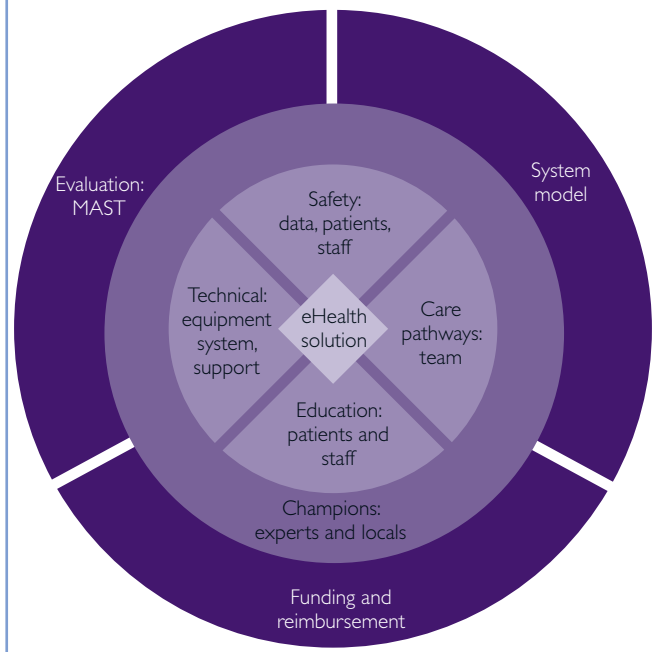 Evaluation:
MAST
System
model
Safety:
data, patients,
staff
Technical:
equipment
system,
support
eHealth
solution
Care
pathways:
team
Education:
patients and
staff
Champions:
experts and locals
Funding and
reimbursement